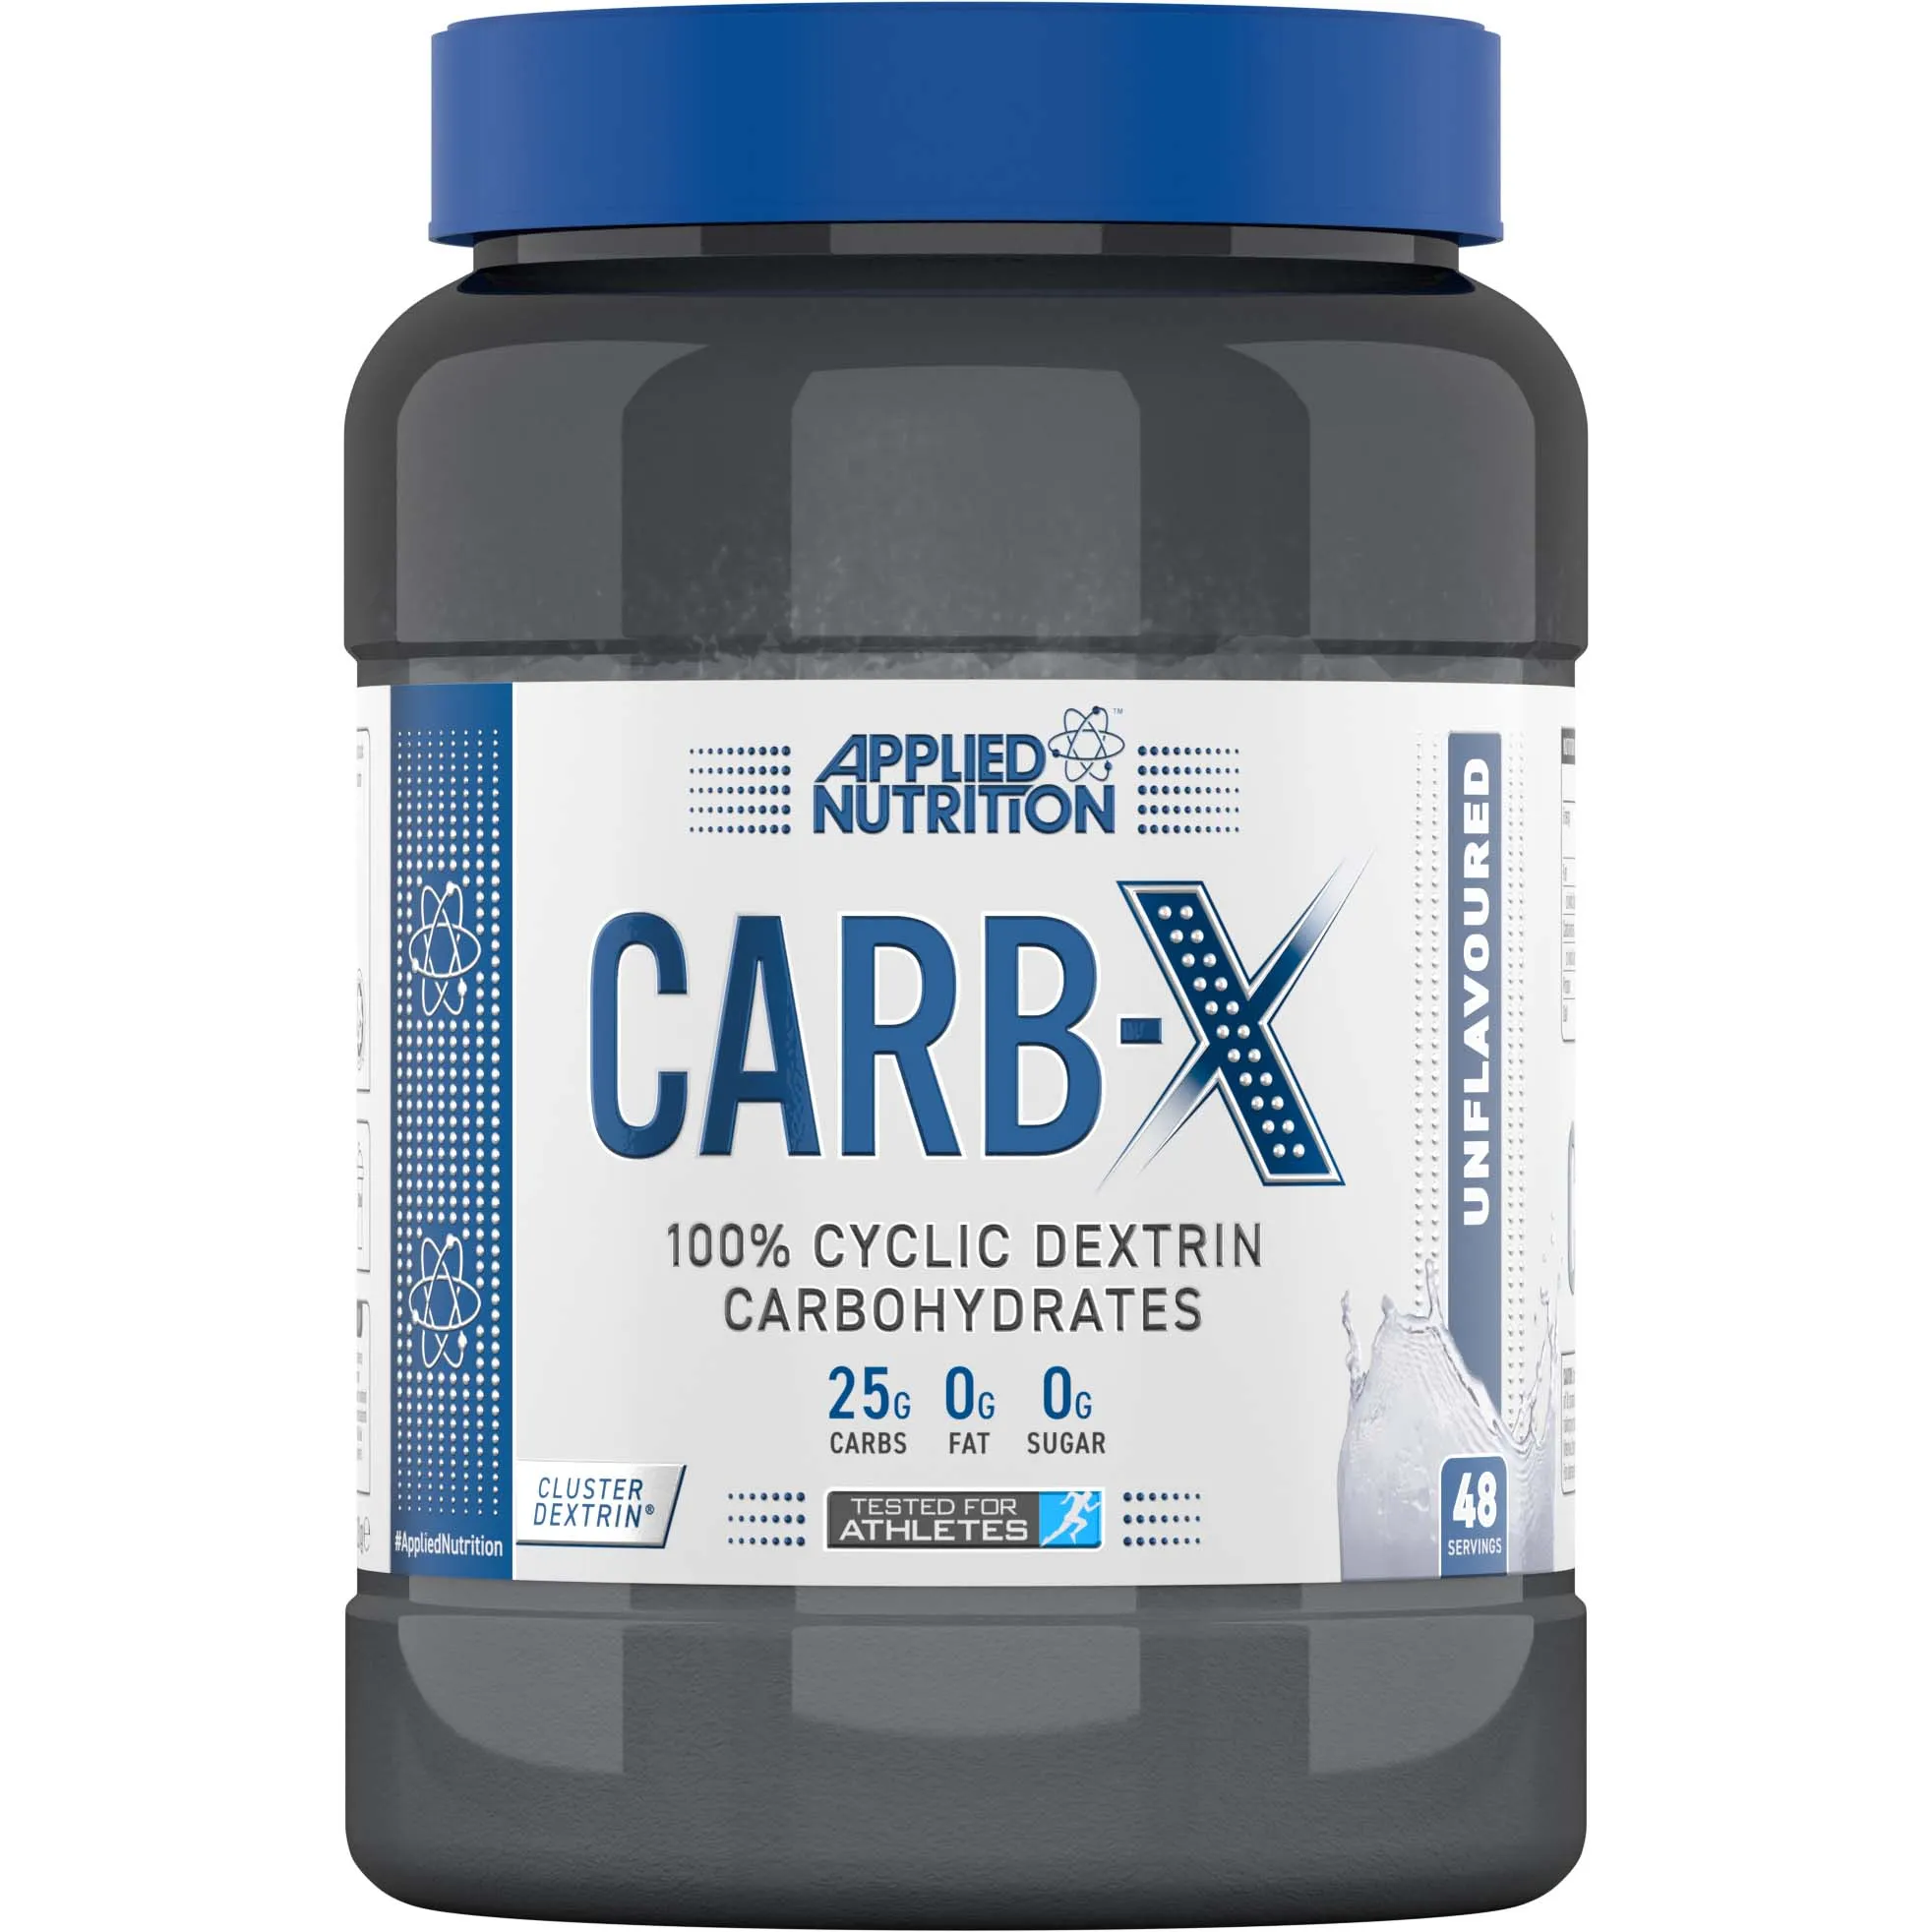 APPLIED
NUTRITION
™
CARB-X
100% CYCLIC DEXTRIN
CARBOHYDRATES
25G 0G 0G
CARBS FAT SUGAR
CLUSTER
DEXTRIN®
TESTED FOR
ATHLETES
#AppliedNutrition
UNFLAVOURED
48
SERVINGS